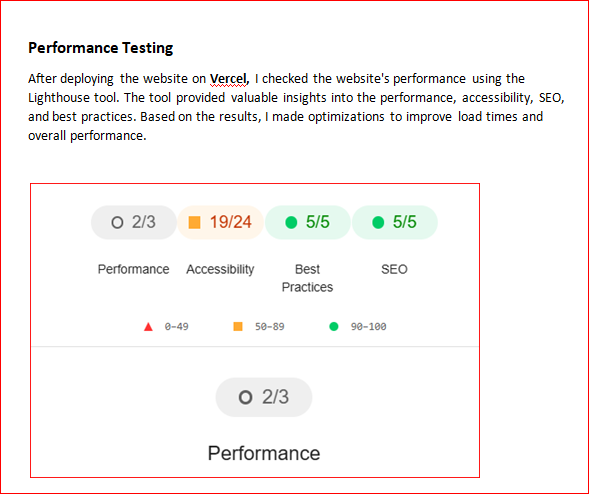 Performance Testing
After deploying the website on Vercel, I checked the website's performance using the
Lighthouse tool. The tool provided valuable insights into the performance, accessibility, SEO,
and best practices. Based on the results, I made optimizations to improve load times and
overall performance.
2/3 19/24 5/5 5/5
Performance Accessibility Best SEO
Practices
0-49 50-89 90-100
2/3
Performance